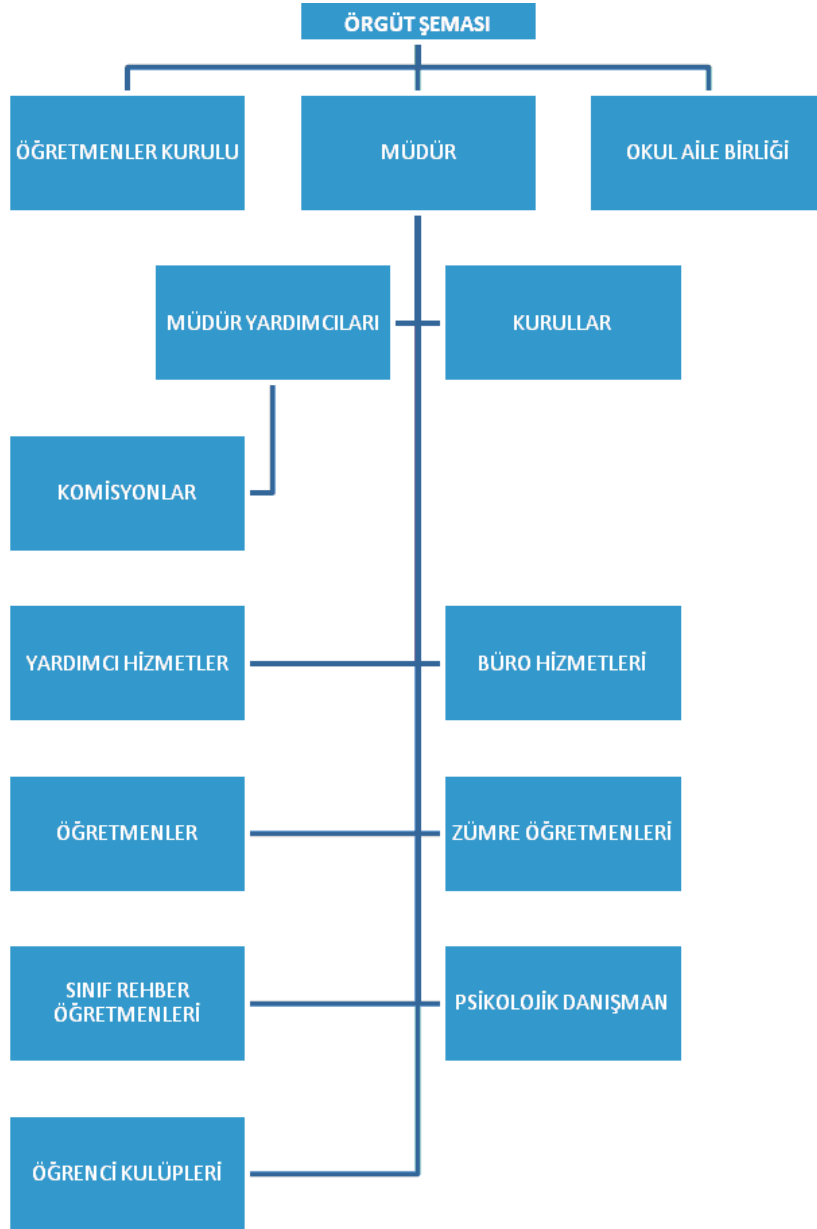 ÖRGÜT ŞEMASI
ÖĞRETMENLER KURULU
MÜDÜR
OKUL AİLE BİRLİĞİ
MÜDÜR YARDIMCILARI
KURULLAR
KOMİSYONLAR
YARDIMCI HİZMETLER
BÜRO HİZMETLERİ
ÖĞRETMENLER
ZÜMRE ÖĞRETMENLERİ
SINIF REHBER
ÖĞRETMENLERİ
PSİKOLOJİK DANIŞMAN
ÖĞRENCİ KULÜPLERİ